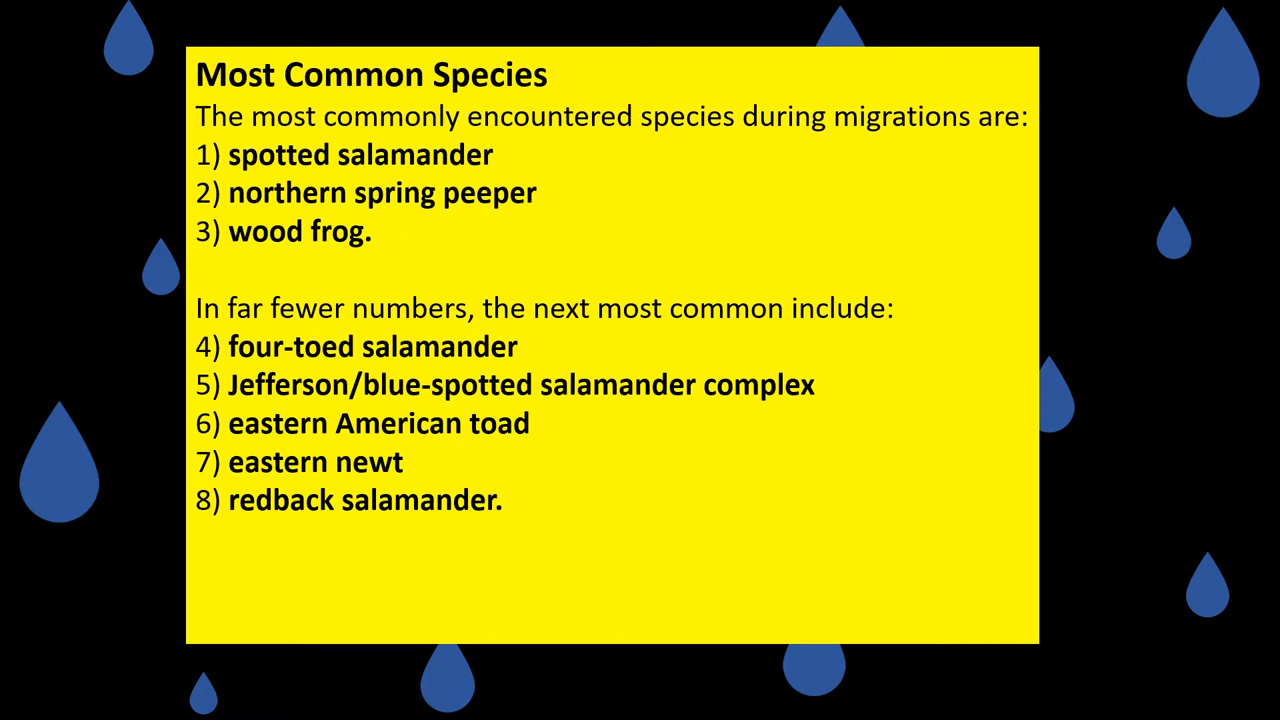 Most Common Species
The most commonly encountered species during migrations are:
1) spotted salamander
2) northern spring peeper
3) wood frog.
In far fewer numbers, the next most common include:
4) four-toed salamander
5) Jefferson/blue-spotted salamander complex
6) eastern American toad
7) eastern newt
8) redback salamander.